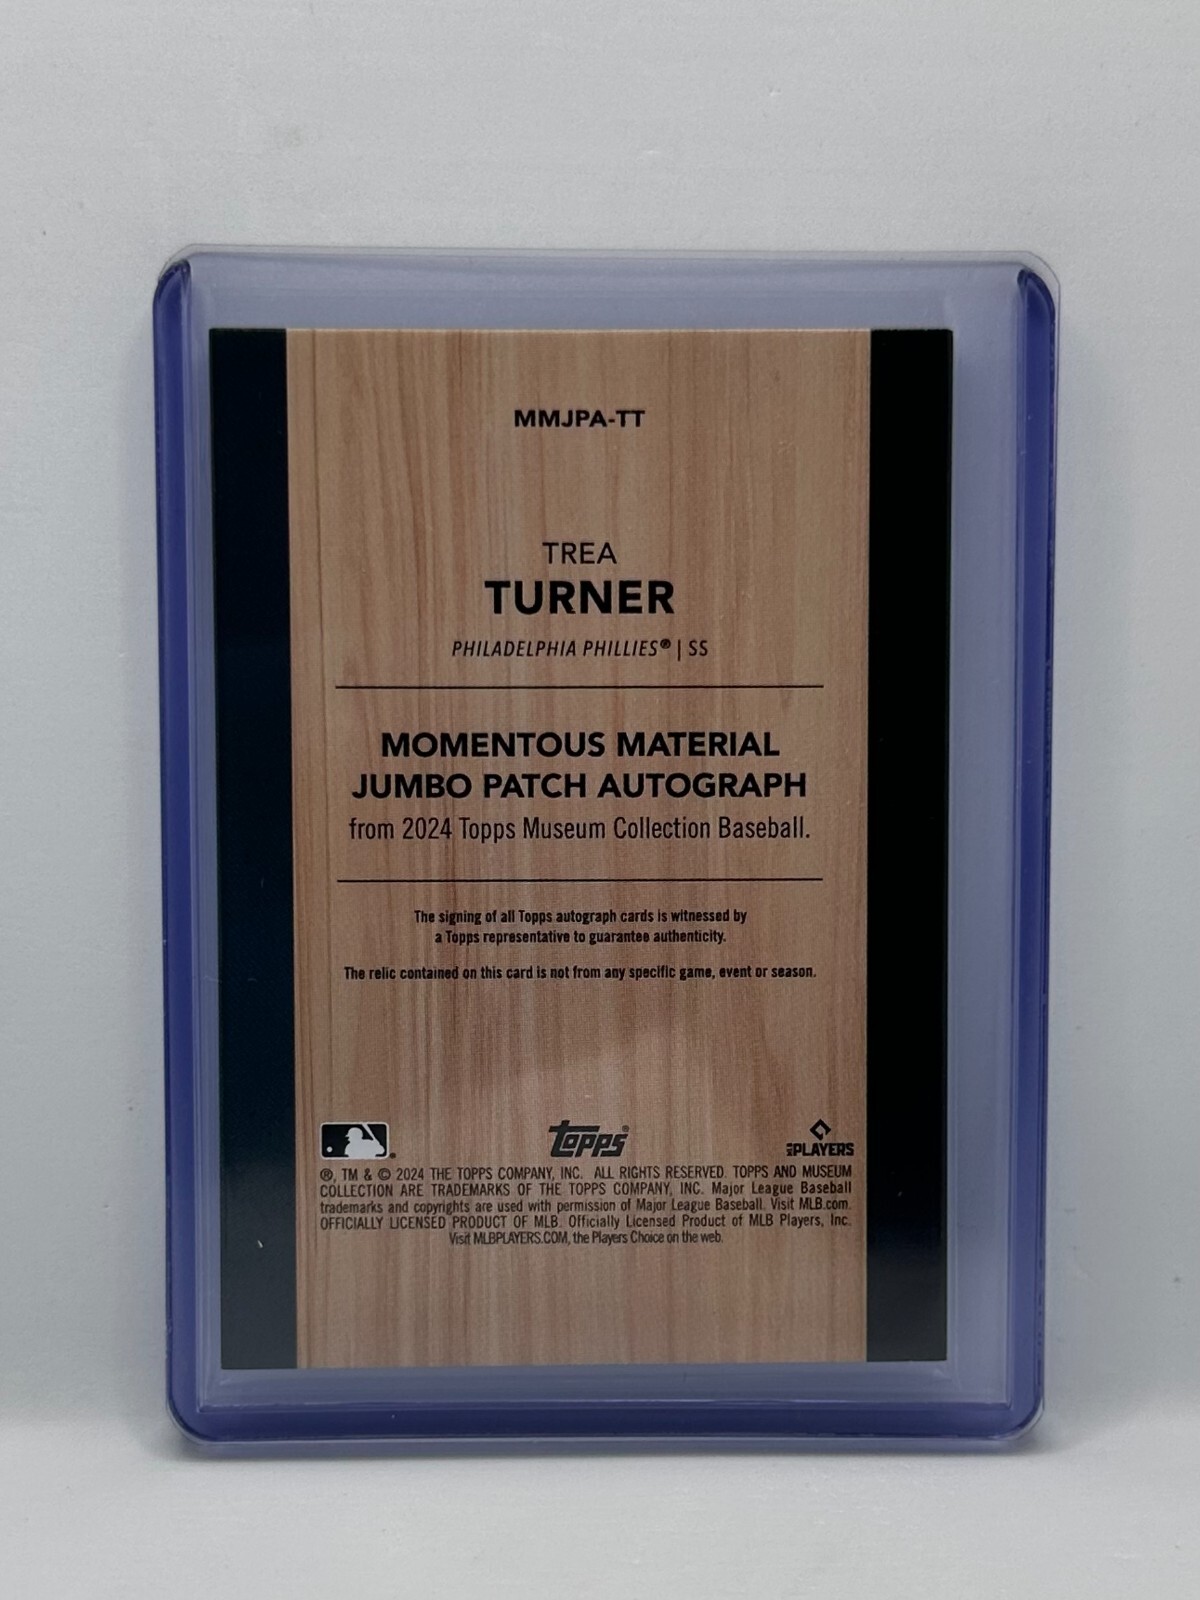 MMJPA-TT
TREA
TURNER
PHILADELPHIA PHILLIES® | SS
MOMENTOUS MATERIAL
JUMBO PATCH AUTOGRAPH
from 2024 Topps Museum Collection Baseball.
The signing of all Topps autograph cards is witnessed by
a Topps representative to guarantee authenticity.
The relic contained on this card is not from any specific game, event or season.
topps®
MLB PLAYERS
®, TM & © 2024 THE TOPPS COMPANY, INC. ALL RIGHTS RESERVED. TOPPS AND MUSEUM
COLLECTION ARE TRADEMARKS OF THE TOPPS COMPANY, INC. Major League Baseball
trademarks and copyrights are used with permission of Major League Baseball. Visit MLB.com.
OFFICIALLY LICENSED PRODUCT OF MLB. Officially Licensed Product of MLB Players, Inc.
Visit MLBPLAYERS.COM, the Players Choice on the web.